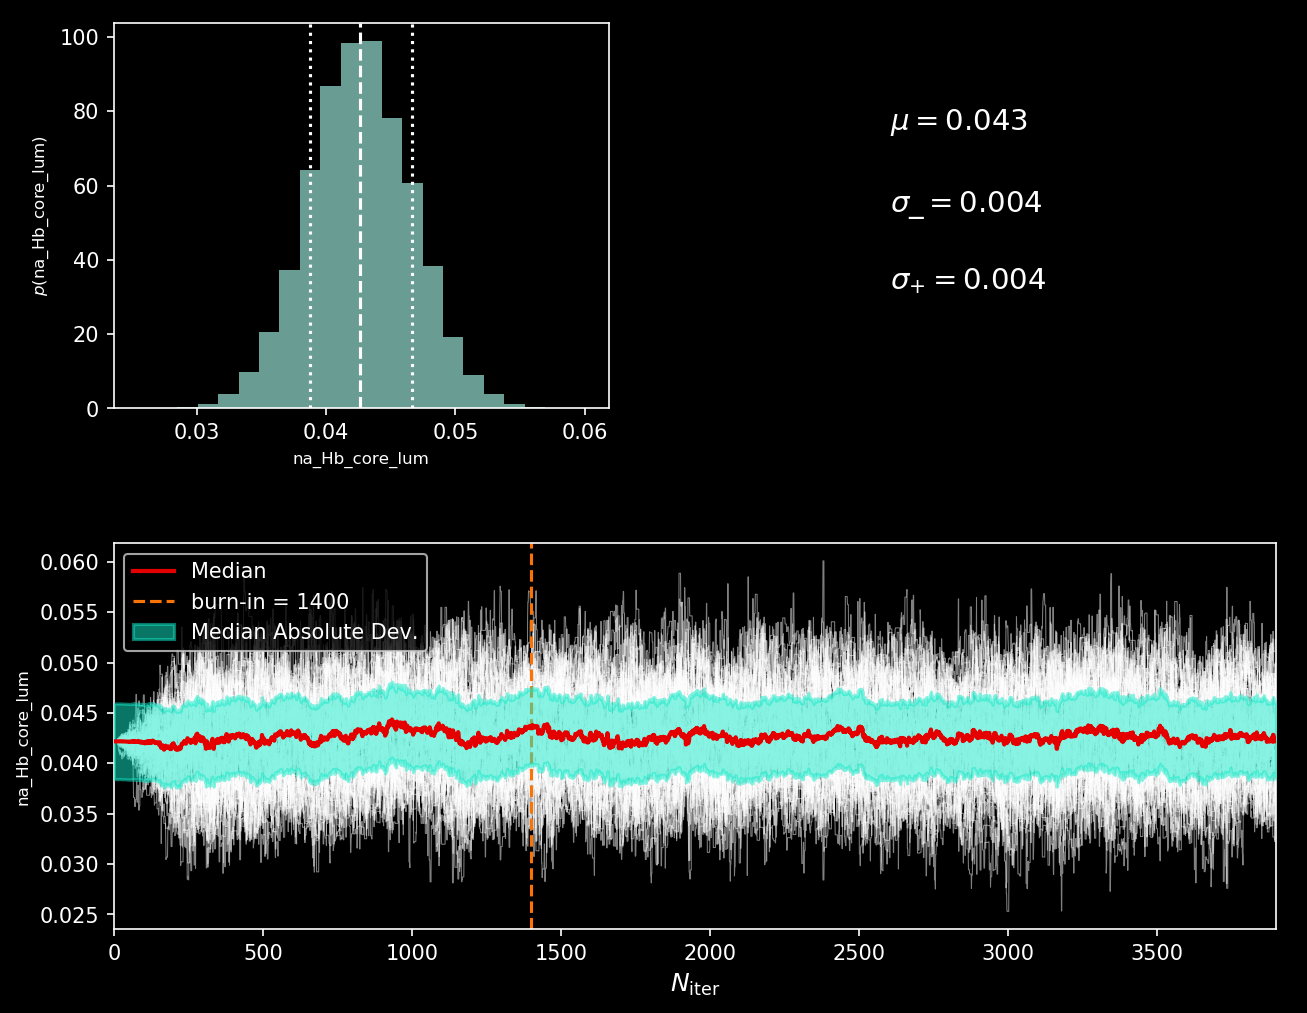 100
80
60
40
20
0
p(na_Hb_core_lum)
0.03 0.04 0.05 0.06
na_Hb_core_lum
μ = 0.043
σ₋ = 0.004
σ₊ = 0.004
0.060
0.055
0.050
0.045
0.040
0.035
0.030
0.025
na_Hb_core_lum
Median
burn-in = 1400
Median Absolute Dev.
0 500 1000 1500 2000 2500 3000 3500
N_iter